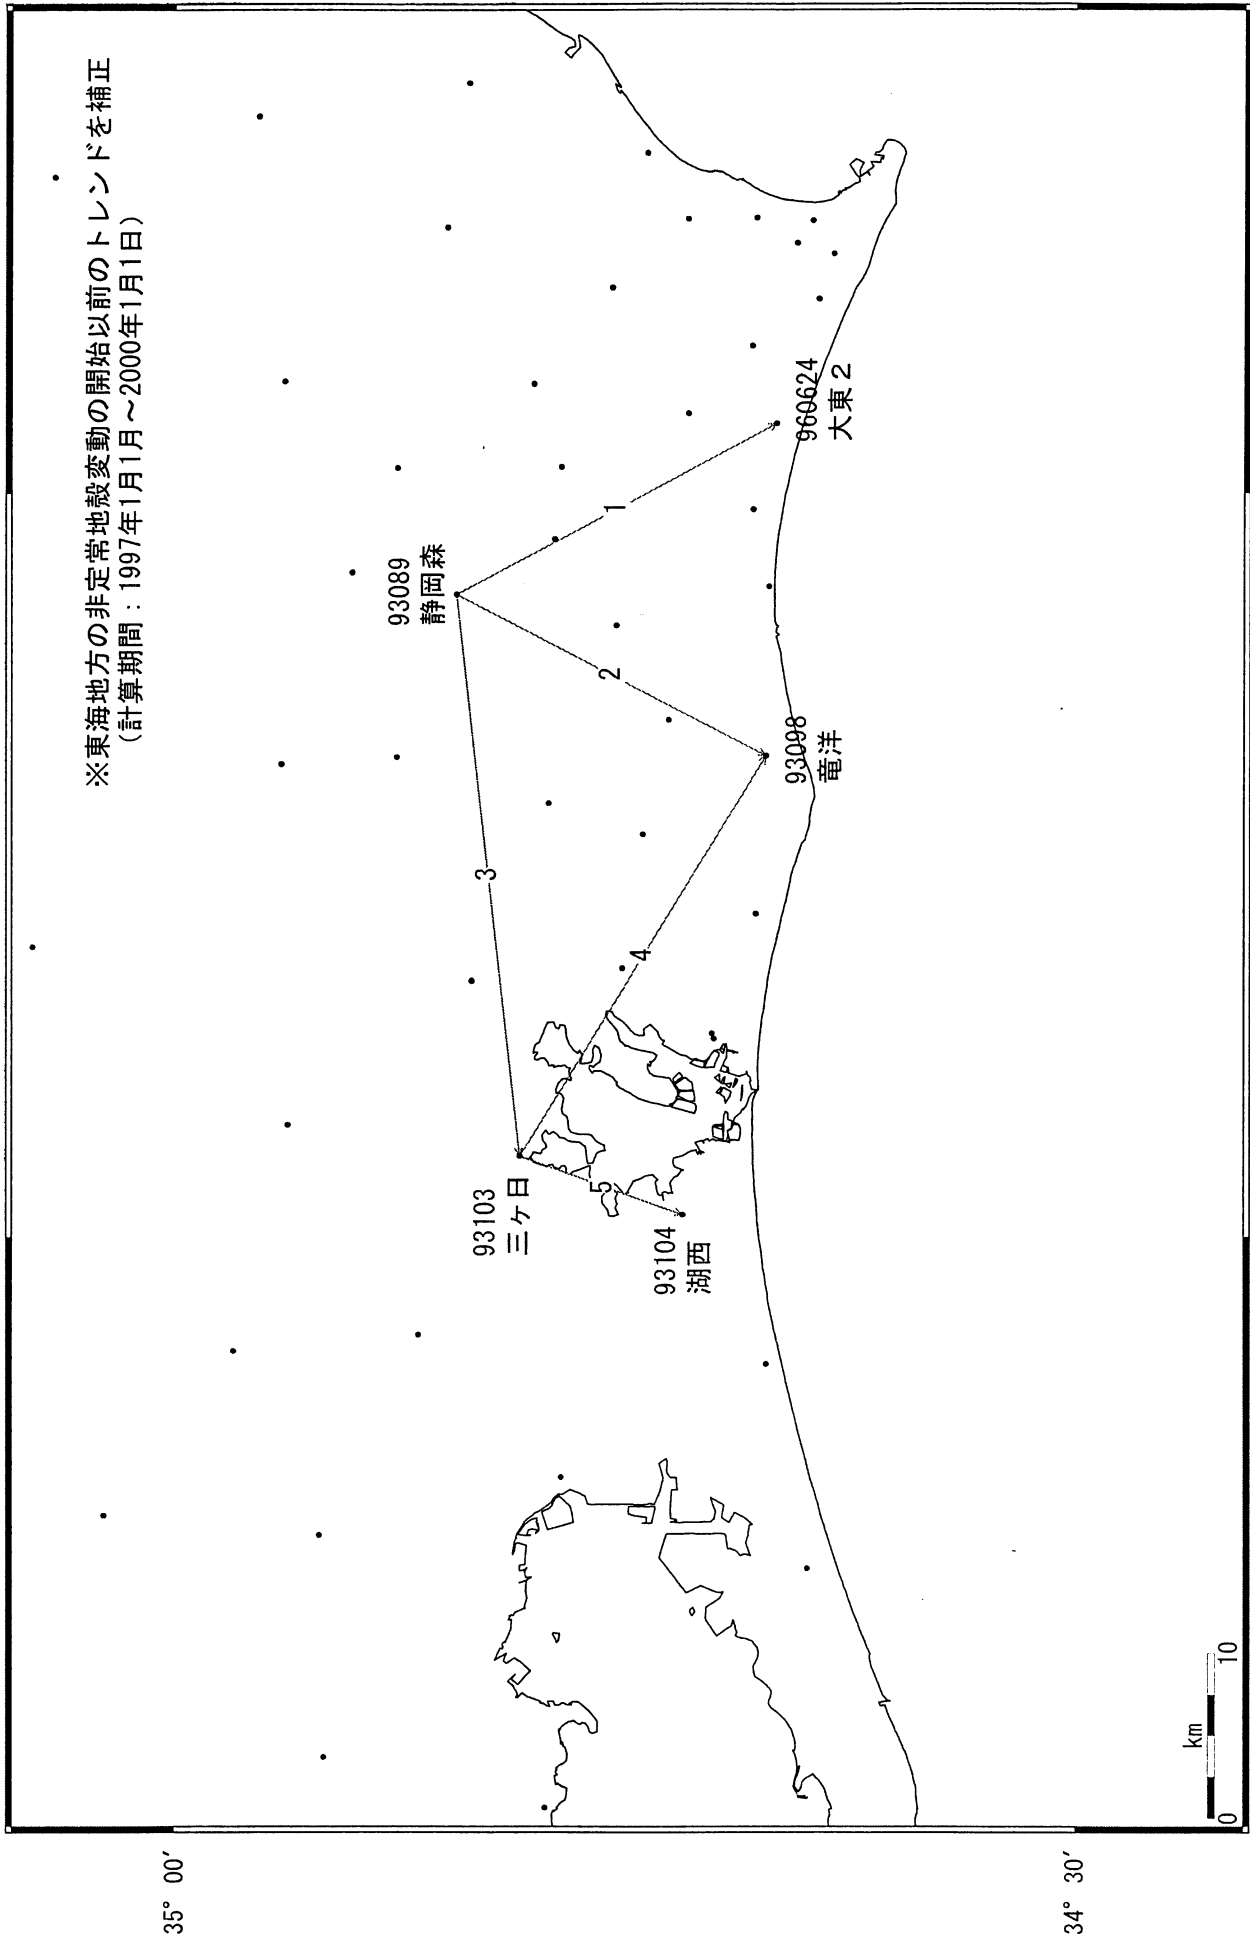 ※東海地方の非定常地殻変動の開始以前のトレンドを補正
(計算期間：1997年1月1月～2000年1月1日)
35° 00′
34° 30′
93089
静岡森
960624
大東２
93098
竜洋
93103
三ヶ日
93104
湖西
1
2
3
4
5
km
0 10